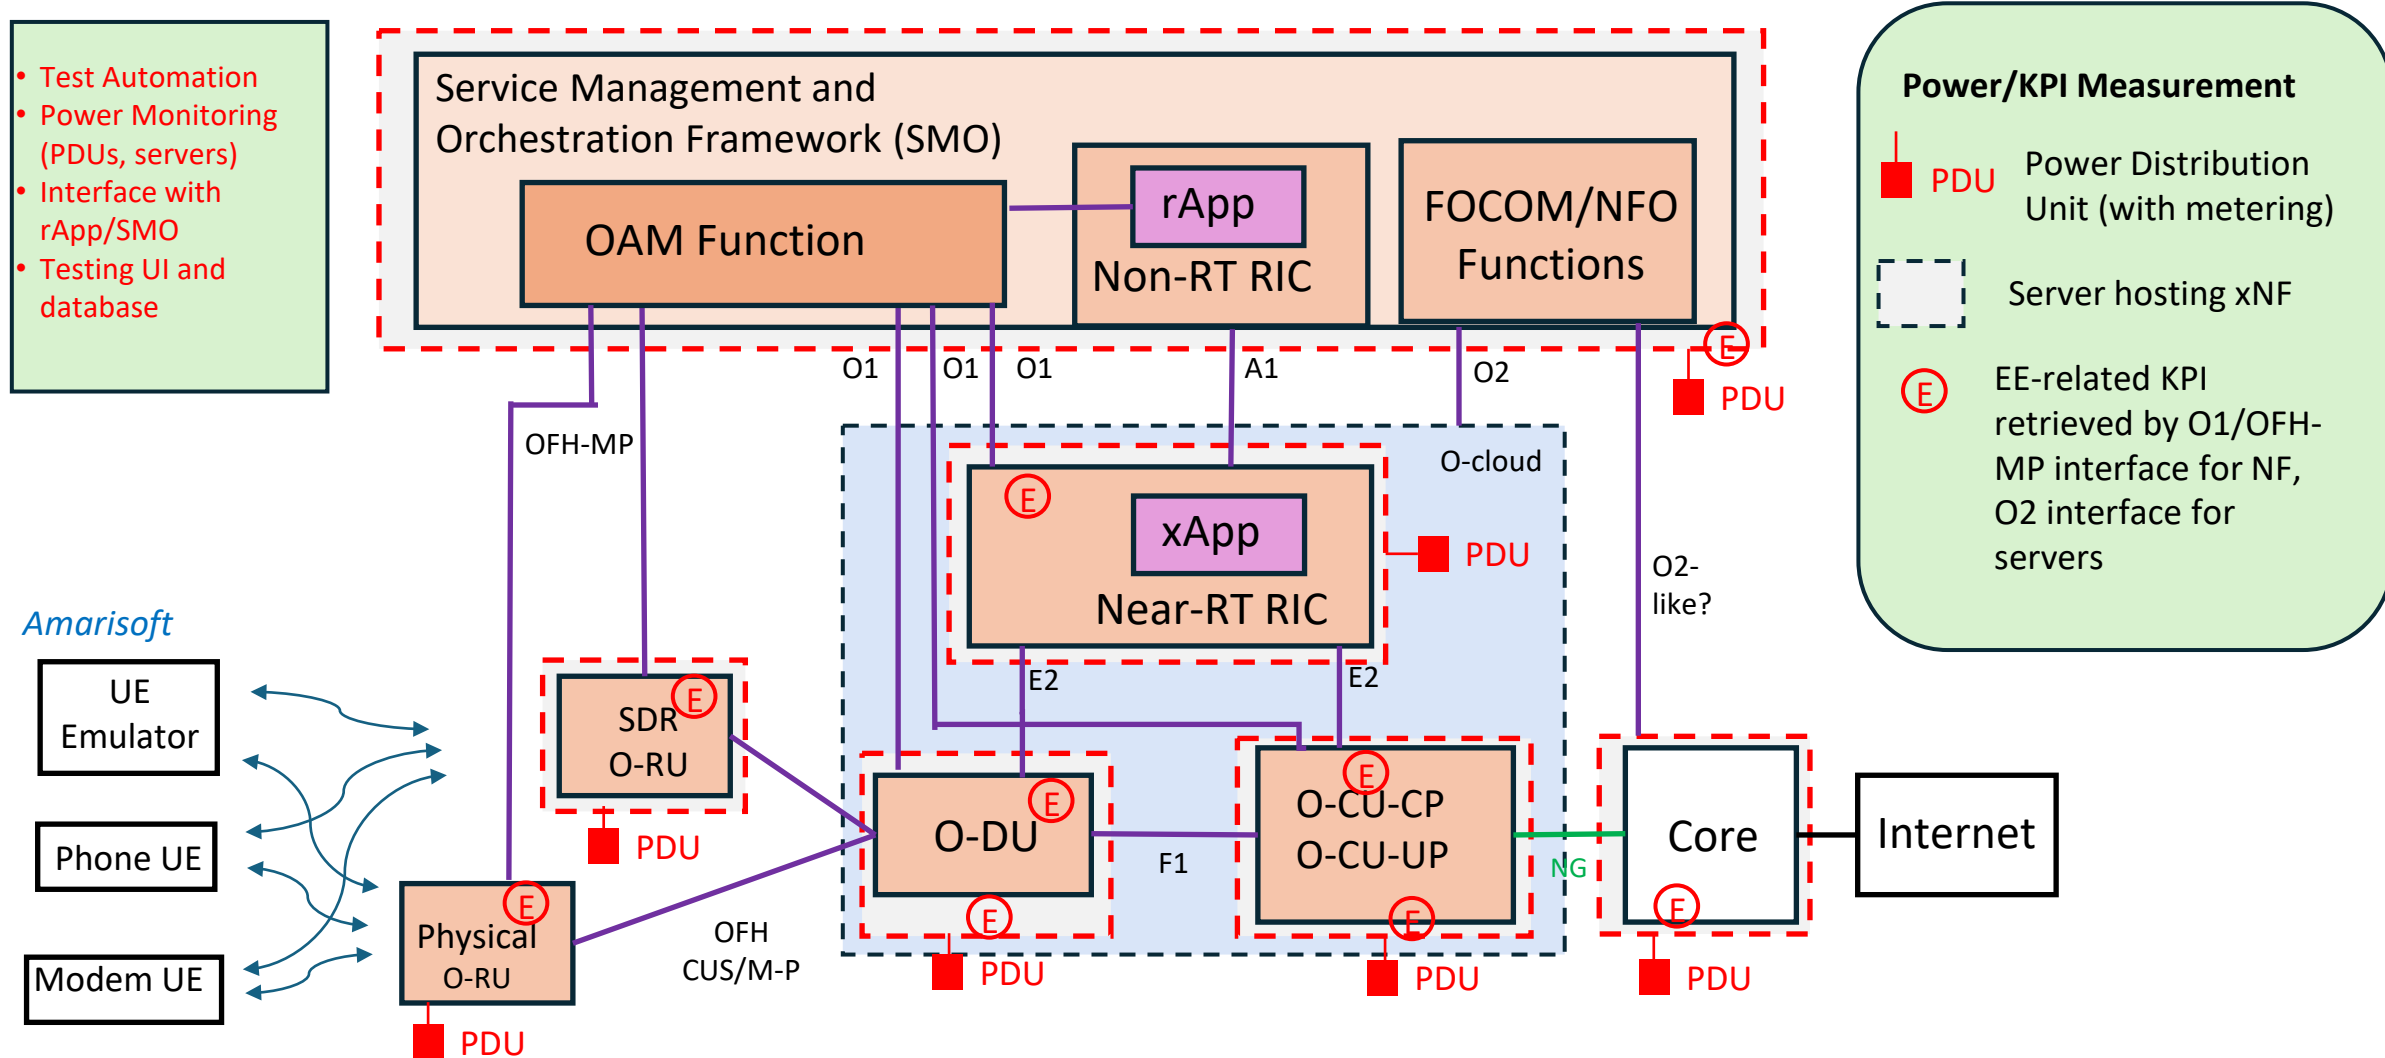 • Test Automation
• Power Monitoring
(PDUs, servers)
• Interface with
rApp/SMO
• Testing UI and
database
Service Management and
Orchestration Framework (SMO)
OAM Function
rApp
Non-RT RIC
FOCOM/NFO
Functions
E
PDU
Power/KPI Measurement
PDU
Power Distribution
Unit (with metering)
Server hosting xNF
E
EE-related KPI
retrieved by O1/OFH-
MP interface for NF,
O2 interface for
servers
O1
O1
O1
A1
O2
OFH-MP
O-cloud
E
xApp
Near-RT RIC
PDU
O2-
like?
E2
E2
Amarisoft
UE
Emulator
Phone UE
Modem UE
E
SDR
O-RU
PDU
E
Physical
O-RU
PDU
OFH
CUS/M-P
E
O-DU
E
PDU
F1
E
O-CU-CP
O-CU-UP
E
PDU
NG
Core
E
PDU
Internet